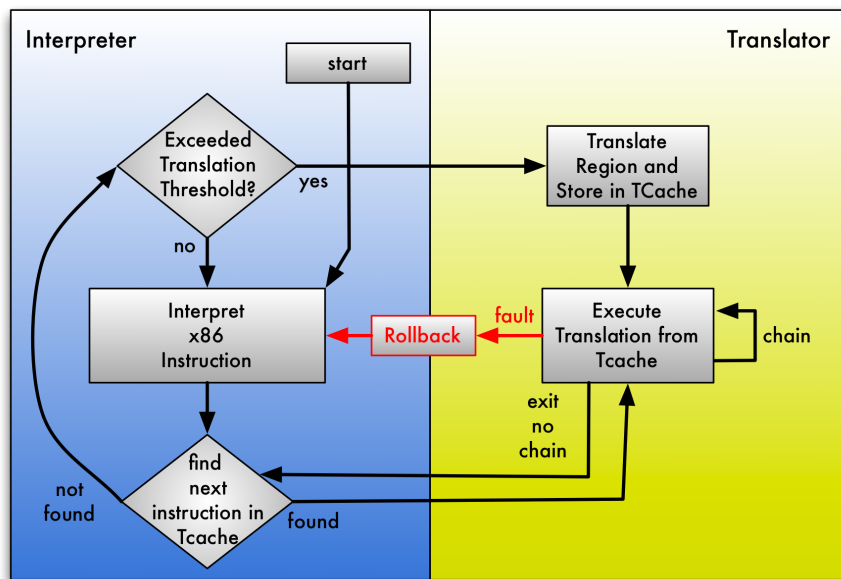 Interpreter
Translator
start
Exceeded
Translation
Threshold?
yes
no
Translate
Region and
Store in TCache
Interpret
x86
Instruction
Rollback
fault
Execute
Translation from
Tcache
chain
exit
no
chain
find
next
instruction in
Tcache
not
found
found